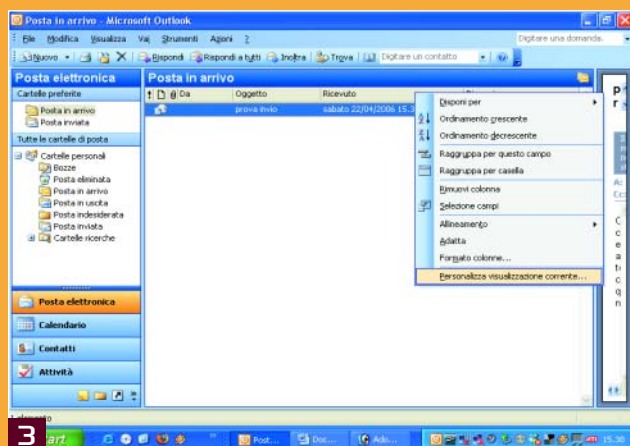 Posta in arrivo - Microsoft Outlook
File Modifica Visualizza Vai Strumenti Azioni ?
Digitare una domanda.
Nuovo Rispondi Rispondi a tutti Inoltra Trova Digitare un contatto
Posta elettronica
Posta in arrivo
Cartelle preferite
Da Oggetto Ricevuto
Posta in arrivo
prova invio sabato 22/04/2006 15.3
Posta inviata
Tutte le cartelle di posta
Cartelle personali
Bozze
Posta eliminata
Posta in arrivo
Posta in uscita
Posta indesiderata
Posta inviata
Cartelle ricerche
Disponi per
Ordinamento crescente
Ordinamento decrescente
Raggruppa per questo campo
Raggruppa per casella
Rimuovi colonna
Selezione campi
Allineamento
Adatta
Formato colonne...
Personalizza visualizzazione corrente...
Posta elettronica
Calendario
Contatti
Attività
3
Post... Doc... Ado... 15.38